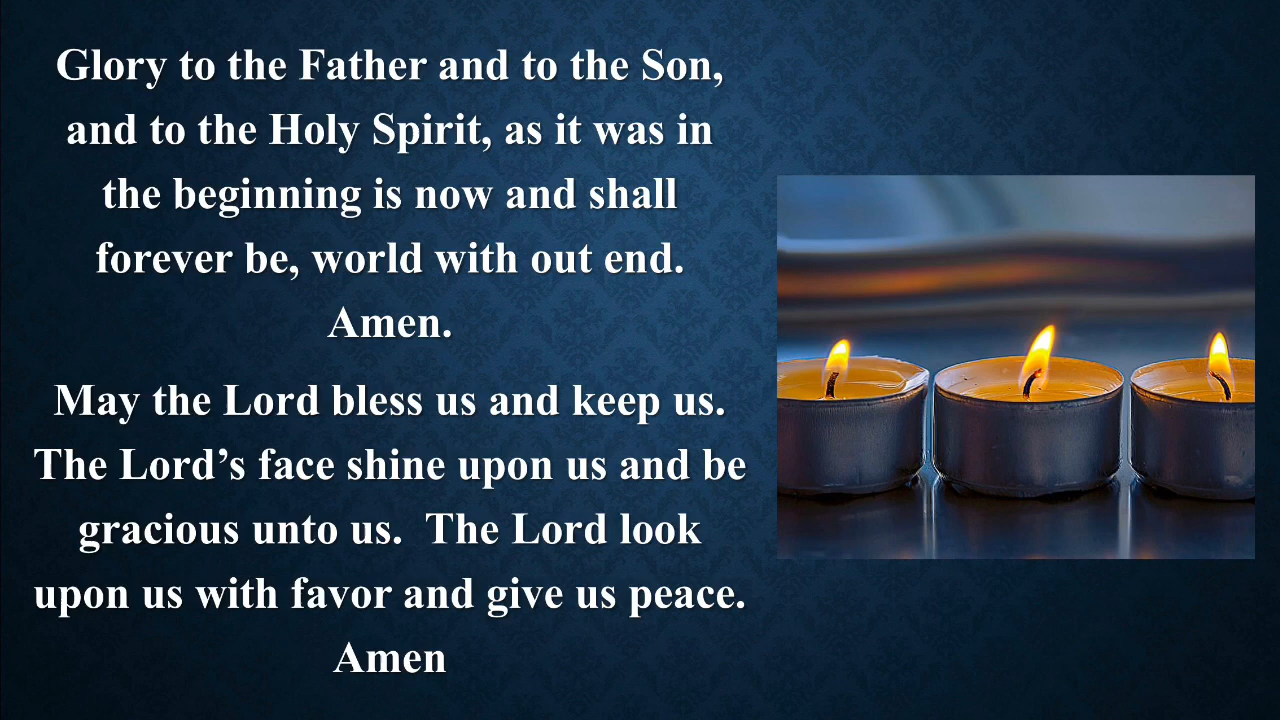 Glory to the Father and to the Son,
and to the Holy Spirit, as it was in
the beginning is now and shall
forever be, world with out end.
Amen.
May the Lord bless us and keep us.
The Lord’s face shine upon us and be
gracious unto us.  The Lord look
upon us with favor and give us peace.
Amen